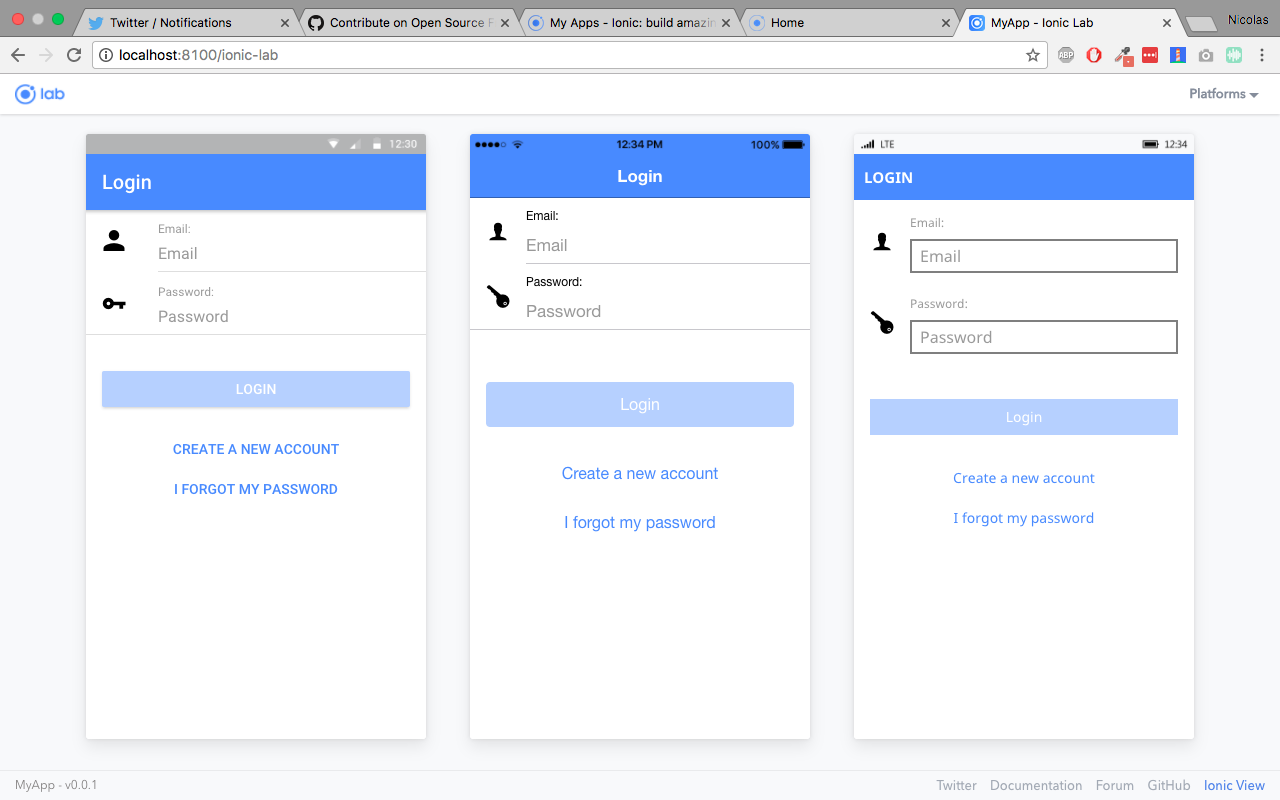 Twitter / Notifications
Contribute on Open Source F
My Apps - Ionic: build amazin
Home
MyApp - Ionic Lab
Nicolas
localhost:8100/ionic-lab
ABP
lab
Platforms
12:30
Login
Email:
Email
Password:
Password
LOGIN
CREATE A NEW ACCOUNT
I FORGOT MY PASSWORD
12:34 PM
100%
Login
Email:
Email
Password:
Password
Login
Create a new account
I forgot my password
LTE
12:34
LOGIN
Email:
Email
Password:
Password
Login
Create a new account
I forgot my password
MyApp - v0.0.1
Twitter Documentation Forum GitHub Ionic View